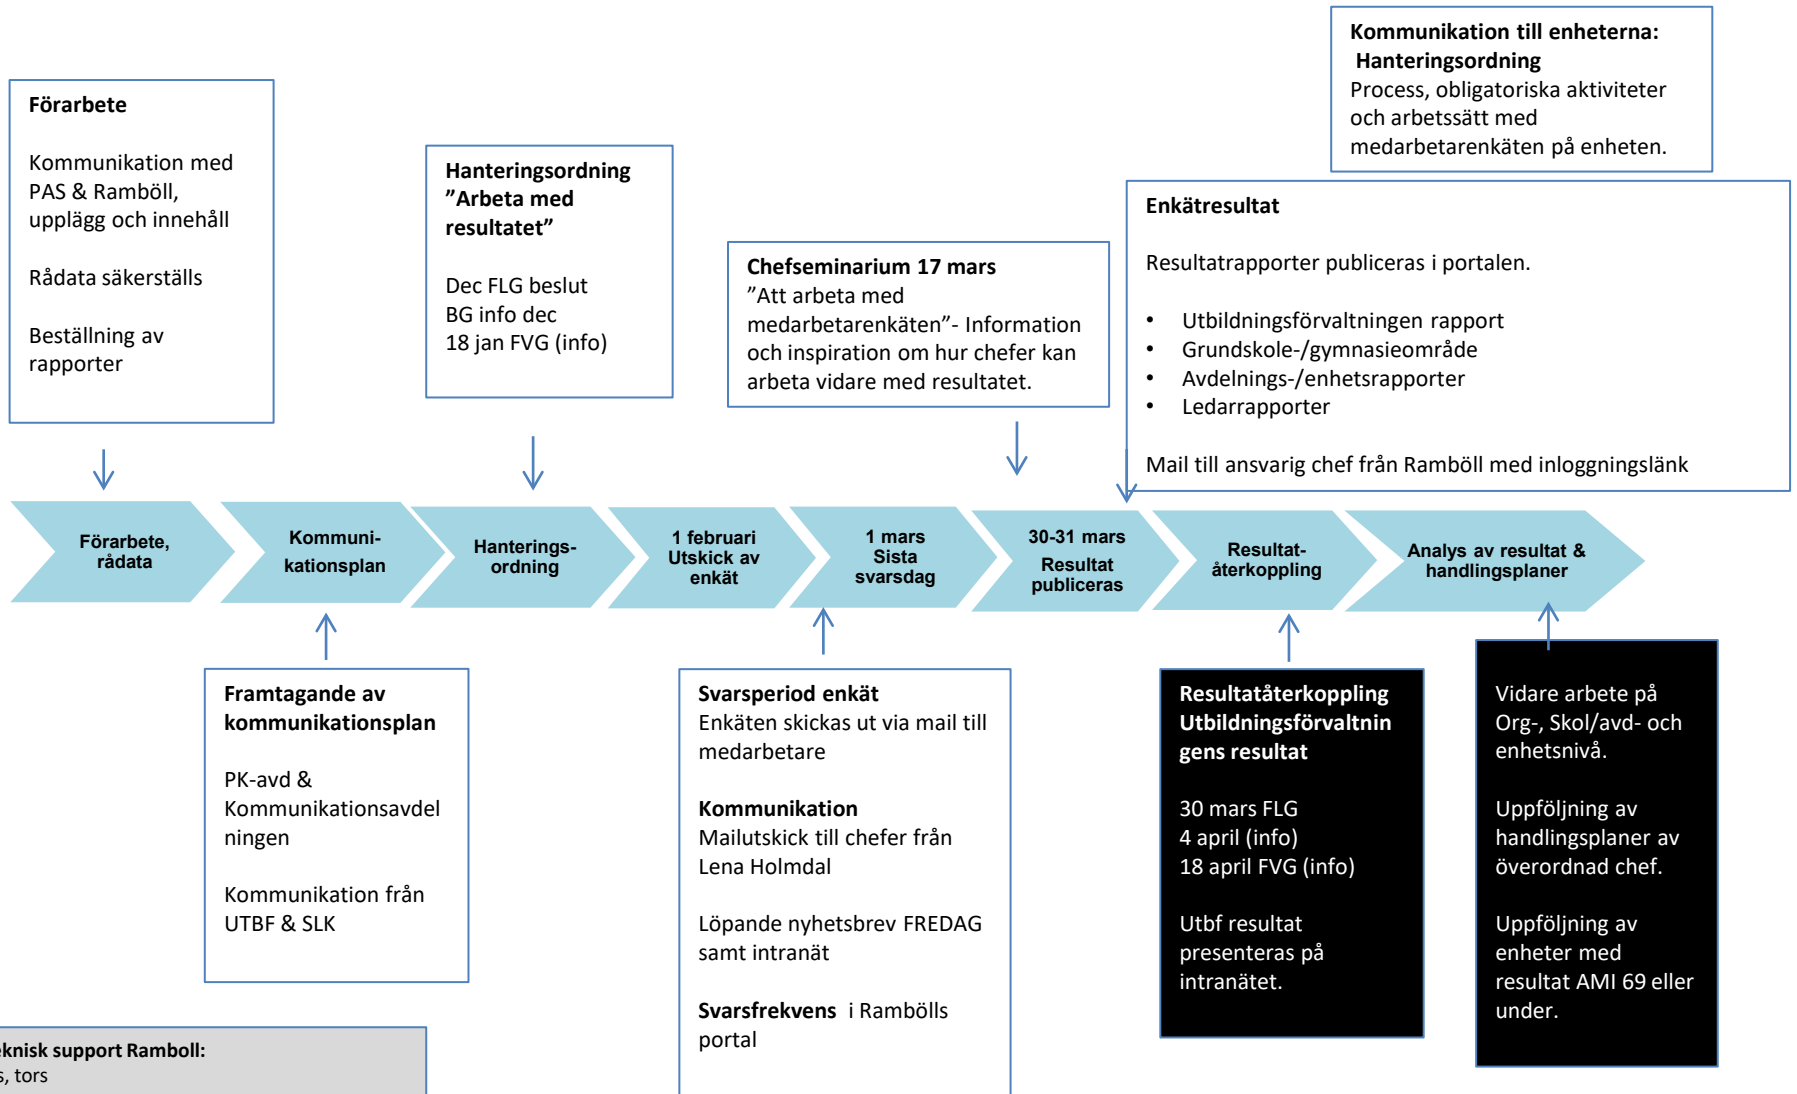 Kommunikation till enheterna:
Hanteringsordning
Process, obligatoriska aktiviteter
och arbetssätt med
medarbetarenkäten på enheten.
Förarbete
Kommunikation med
PAS & Ramböll,
upplägg och innehåll
Rådata säkerställs
Beställning av
rapporter
Hanteringsordning
”Arbeta med
resultatet”
Dec FLG beslut
BG info dec
18 jan FVG (info)
Chefseminarium 17 mars
”Att arbeta med
medarbetarenkäten”- Information
och inspiration om hur chefer kan
arbeta vidare med resultatet.
Enkätresultat
Resultatrapporter publiceras i portalen.
• Utbildningsförvaltningen rapport
• Grundskole-/gymnasieområde
• Avdelnings-/enhetsrapporter
• Ledarrapporter
Mail till ansvarig chef från Ramböll med inloggningslänk
Förarbete,
rådata
Kommuni-
kationsplan
Hanterings-
ordning
1 februari
Utskick av
enkät
1 mars
Sista
svarsdag
30-31 mars
Resultat
publiceras
Resultat-
återkoppling
Analys av resultat &
handlingsplaner
Framtagande av
kommunikationsplan
PK-avd &
Kommunikationsavdel
ningen
Kommunikation från
UTBF & SLK
Svarsperiod enkät
Enkäten skickas ut via mail till
medarbetare
Kommunikation
Mailutskick till chefer från
Lena Holmdal
Löpande nyhetsbrev FREDAG
samt intranät
Svarsfrekvens i Rambölls
portal
Resultatåterkoppling
Utbildningsförvaltnin
gens resultat
30 mars FLG
4 april (info)
18 april FVG (info)
Utbf resultat
presenteras på
intranätet.
Vidare arbete på
Org-, Skol/avd- och
enhetsnivå.
Uppföljning av
handlingsplaner av
överordnad chef.
Uppföljning av
enheter med
resultat AMI 69 eller
under.
eknisk support Ramboll:
s, tors